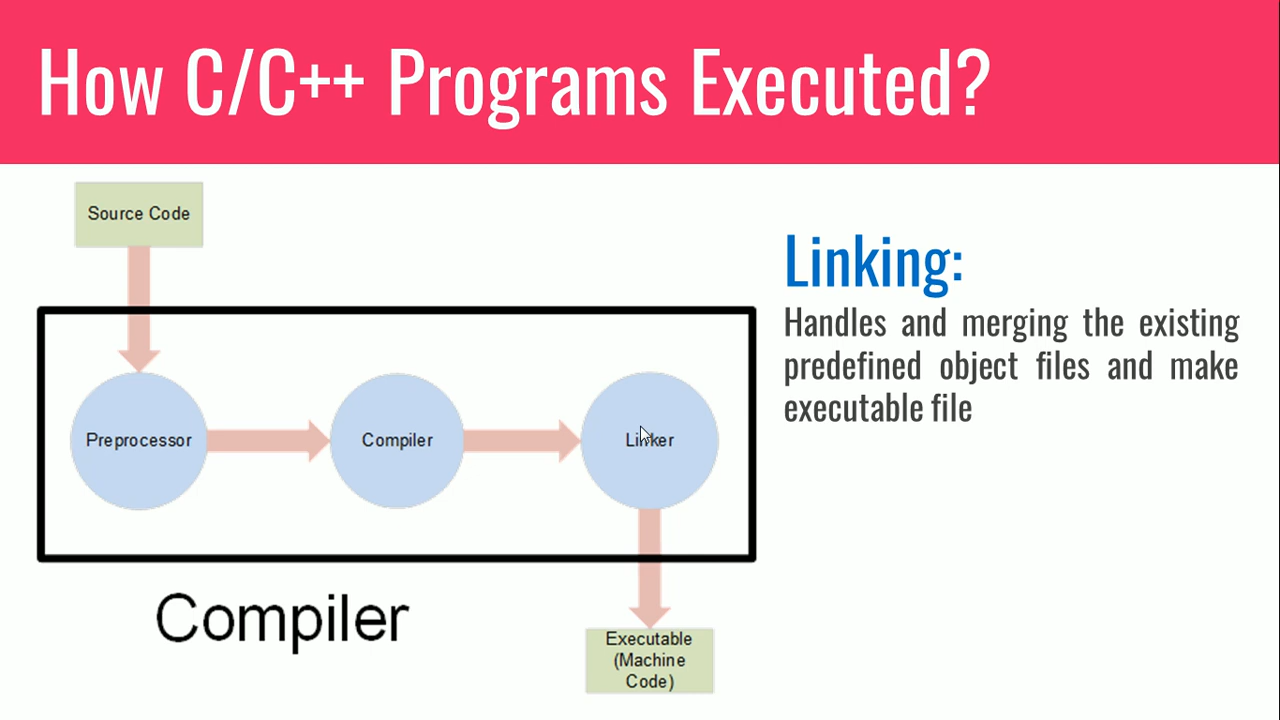 How C/C++ Programs Executed?
Source Code
Linking:
Handles and merging the existing
predefined object files and make
executable file
Preprocessor
Compiler
Linker
Compiler
Executable
(Machine
Code)